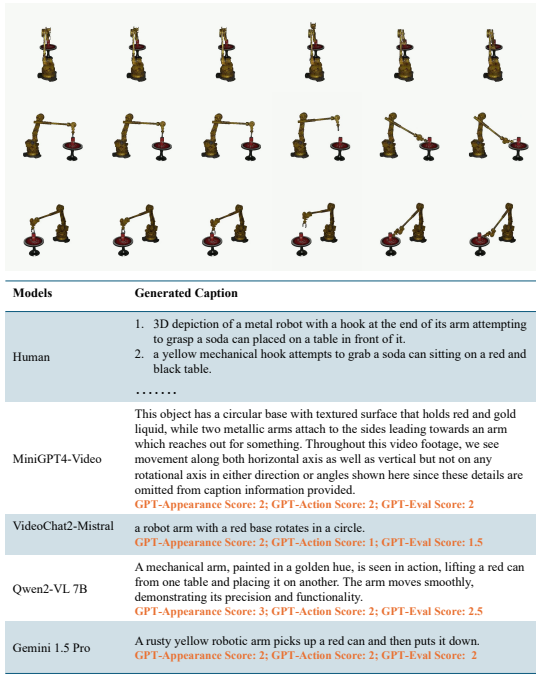 Models Generated Caption
Human
1. 3D depiction of a metal robot with a hook at the end of its arm attempting
to grasp a soda can placed on a table in front of it.
2. a yellow mechanical hook attempts to grab a soda can sitting on a red and
black table.
.......
MiniGPT4-Video
This object has a circular base with textured surface that holds red and gold
liquid, while two metallic arms attach to the sides leading towards an arm
which reaches out for something. Throughout this video footage, we see
movement along both horizontal axis as well as vertical but not on any
rotational axis in either direction or angles shown here since these details are
omitted from caption information provided.
GPT-Appearance Score: 2; GPT-Action Score: 2; GPT-Eval Score: 2
VideoChat2-Mistral
a robot arm with a red base rotates in a circle.
GPT-Appearance Score: 2; GPT-Action Score: 1; GPT-Eval Score: 1.5
Qwen2-VL 7B
A mechanical arm, painted in a golden hue, is seen in action, lifting a red can
from one table and placing it on another. The arm moves smoothly,
demonstrating its precision and functionality.
GPT-Appearance Score: 3; GPT-Action Score: 2; GPT-Eval Score: 2.5
Gemini 1.5 Pro
A rusty yellow robotic arm picks up a red can and then puts it down.
GPT-Appearance Score: 2; GPT-Action Score: 2; GPT-Eval Score: 2